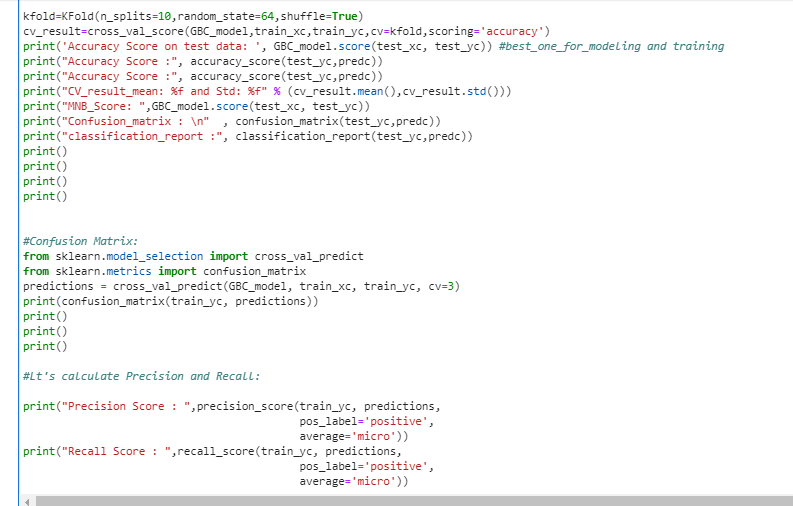 kfold=KFold(n_splits=10,random_state=64,shuffle=True)
cv_result=cross_val_score(GBC_model,train_xc,train_yc,cv=kfold,scoring='accuracy')
print('Accuracy Score on test data: ', GBC_model.score(test_xc, test_yc)) #best_one_for_modeling and training
print("Accuracy Score :", accuracy_score(test_yc,predc))
print("Accuracy Score :", accuracy_score(test_yc,predc))
print("CV_result_mean: %f and Std: %f" % (cv_result.mean(),cv_result.std()))
print("MNB_Score: ",GBC_model.score(test_xc, test_yc))
print("Confusion_matrix : \n"  , confusion_matrix(test_yc,predc))
print("classification_report :", classification_report(test_yc,predc))
print()
print()
print()
print()
#Confusion Matrix:
from sklearn.model_selection import cross_val_predict
from sklearn.metrics import confusion_matrix
predictions = cross_val_predict(GBC_model, train_xc, train_yc, cv=3)
print(confusion_matrix(train_yc, predictions))
print()
print()
print()
#Lt's calculate Precision and Recall:
print("Precision Score : ",precision_score(train_yc, predictions,
pos_label='positive',
average='micro'))
print("Recall Score : ",recall_score(train_yc, predictions,
pos_label='positive',
average='micro'))